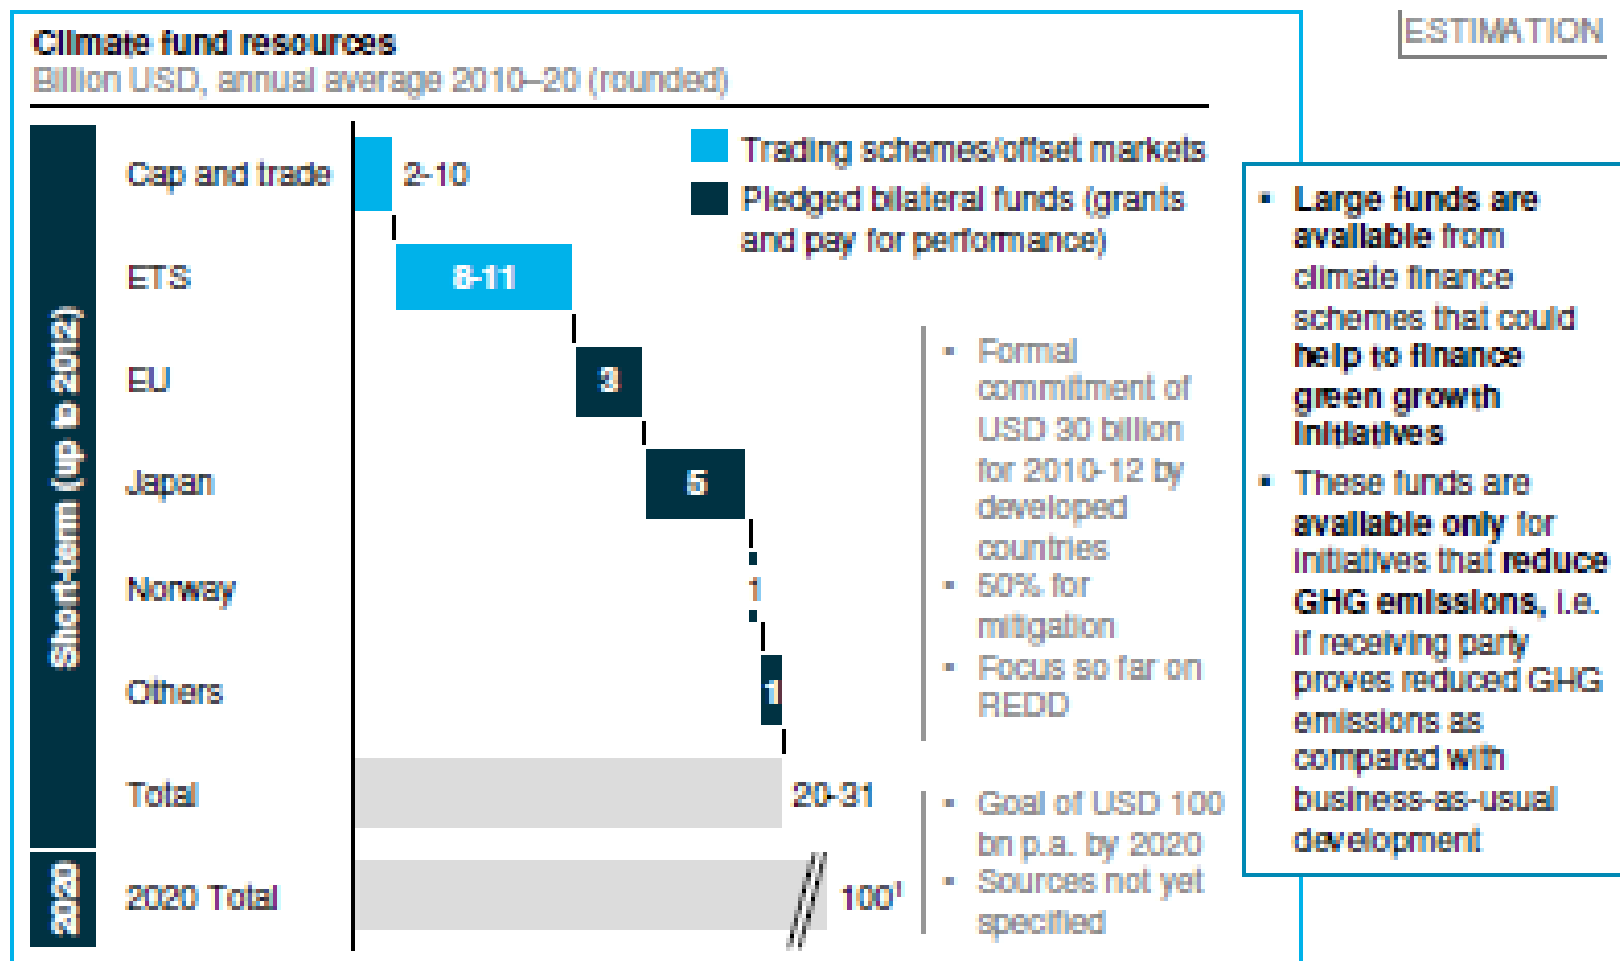 Climate fund resources
Billion USD, annual average 2010–20 (rounded)
ESTIMATION
Trading schemes/offset markets
Pledged bilateral funds (grants
and pay for performance)
Short-term (up to 2012)
Cap and trade
2-10
ETS
8-11
EU
3
Japan
5
Norway
1
Others
1
Total
20-31
2020
2020 Total
100¹
▪ Formal
commitment of
USD 30 billion
for 2010-12 by
developed
countries
▪ 50% for
mitigation
▪ Focus so far on
REDD
▪ Goal of USD 100
bn p.a. by 2020
▪ Sources not yet
specified
▪ Large funds are
available from
climate finance
schemes that could
help to finance
green growth
initiatives
▪ These funds are
available only for
initiatives that reduce
GHG emissions, i.e.
if receiving party
proves reduced GHG
emissions as
compared with
business-as-usual
development